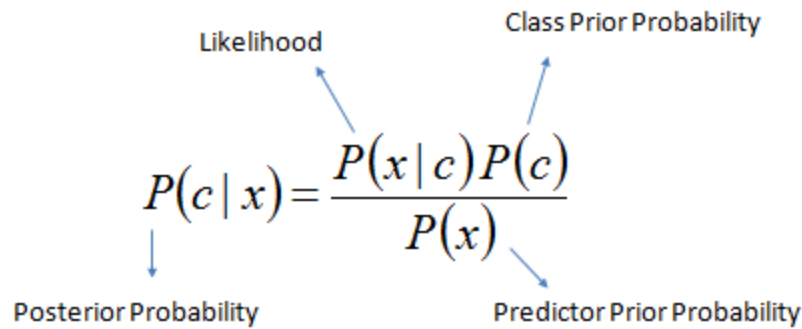 Likelihood
Class Prior Probability
P(c | x) = P(x | c)P(c)
P(x)
Posterior Probability
Predictor Prior Probability